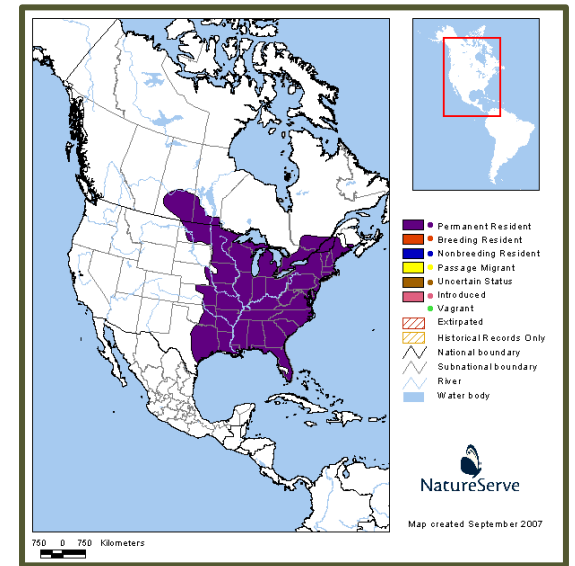 Permanent Resident
Breeding Resident
Nonbreeding Resident
Passage Migrant
Uncertain Status
Introduced
Vagrant
Extirpated
Historical Records Only
National boundary
Subnational boundary
River
Water body
NatureServe
Map created September 2007
750 0 750 Kilometers